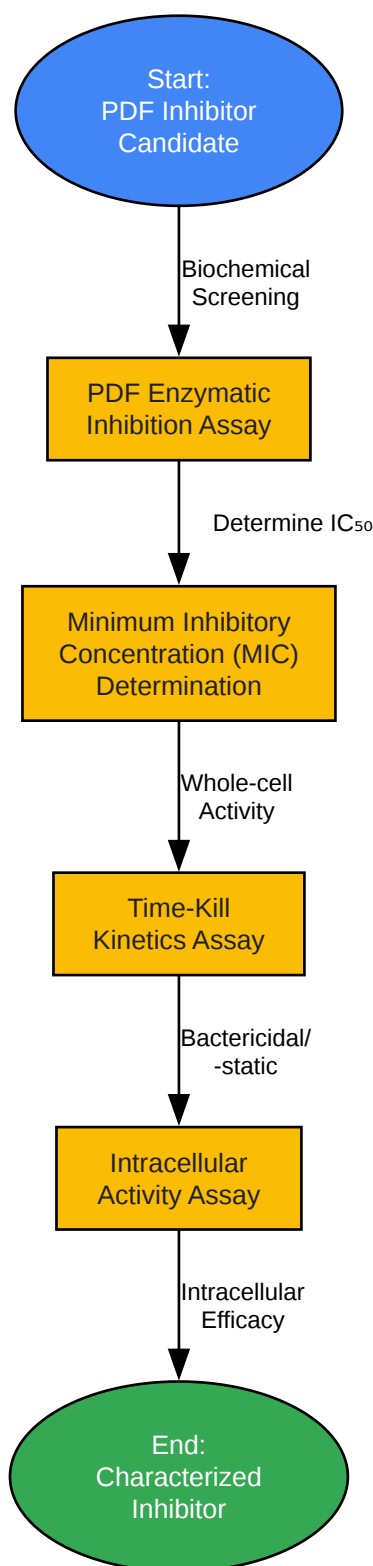 Start:
PDF Inhibitor
Candidate
Biochemical
Screening
PDF Enzymatic
Inhibition Assay
Determine IC₅₀
Minimum Inhibitory
Concentration (MIC)
Determination
Whole-cell
Activity
Time-Kill
Kinetics Assay
Bactericidal/
-static
Intracellular
Activity Assay
Intracellular
Efficacy
End:
Characterized
Inhibitor